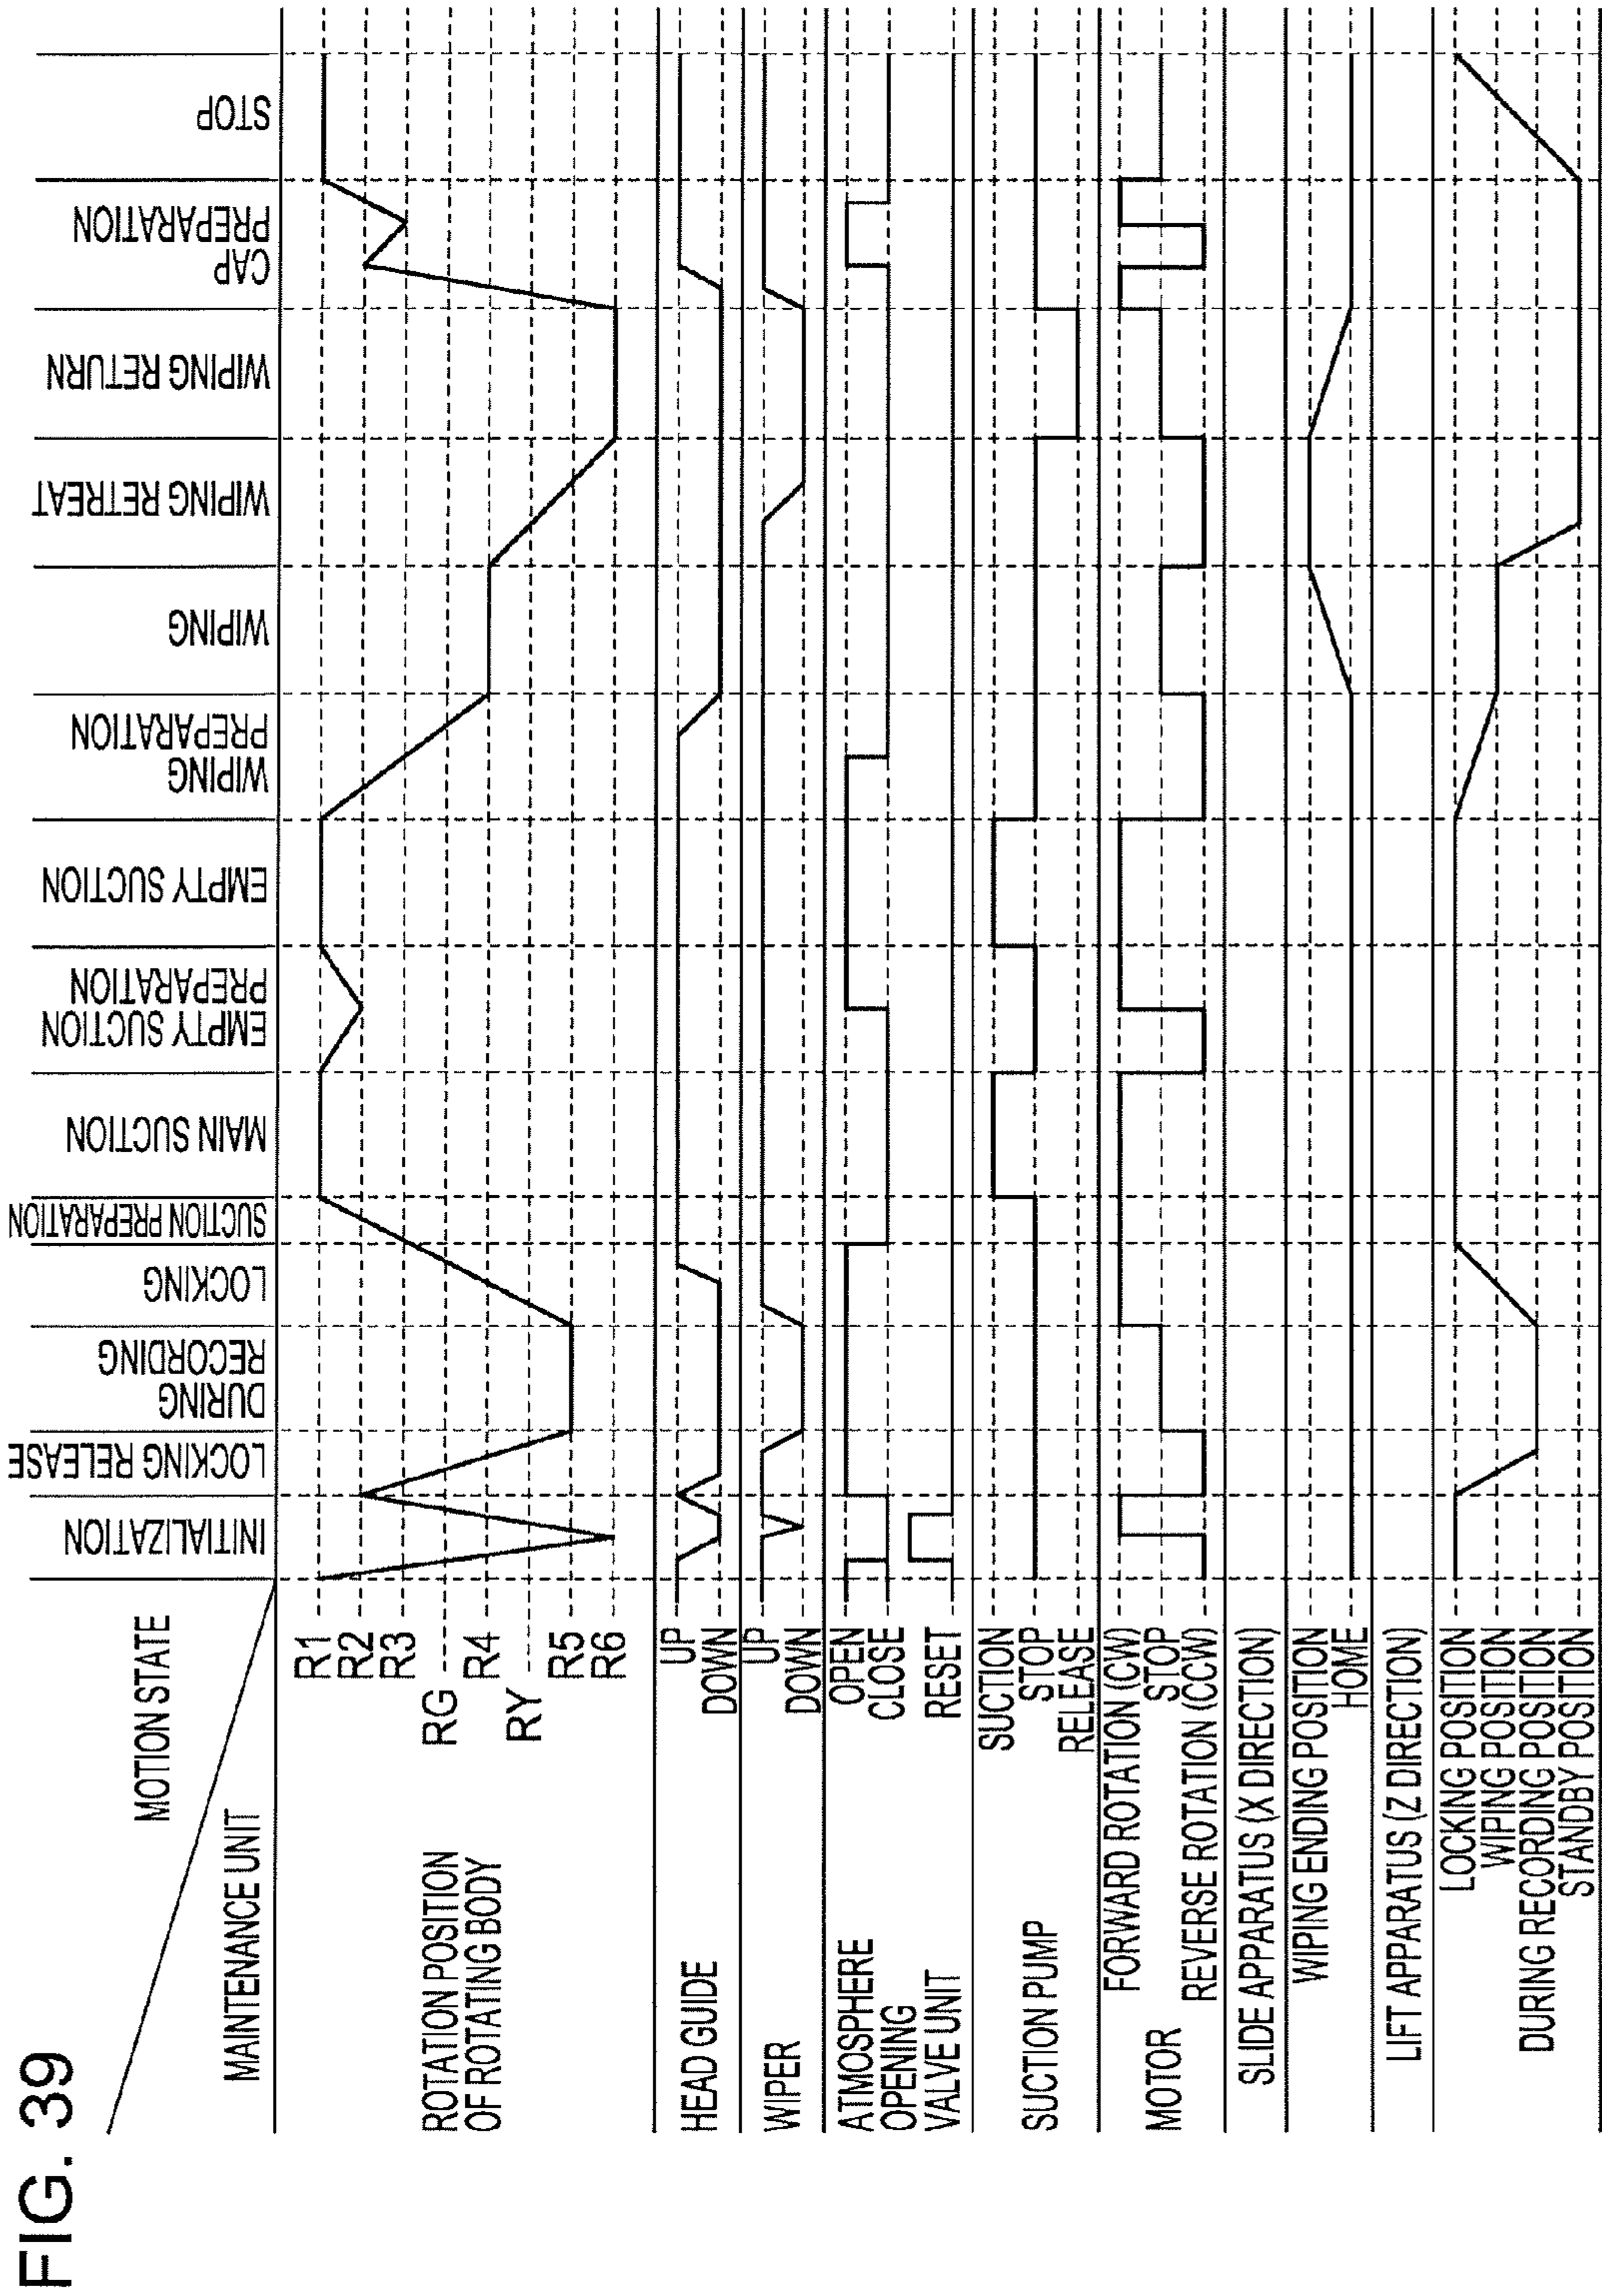 FIG. 39
MOTION STATE
MAINTENANCE UNIT
INITIALIZATION
LOCKING RELEASE
DURING
RECORDING
LOCKING
SUCTION PREPARATION
MAIN SUCTION
EMPTY SUCTION
PREPARATION
EMPTY SUCTION
WIPING
PREPARATION
WIPING
WIPING RETREAT
WIPING RETURN
CAP
PREPARATION
STOP
ROTATION POSITION
OF ROTATING BODY
R1
R2
R3
RG
R4
RY
R5
R6
HEAD GUIDE
UP
DOWN
WIPER
UP
DOWN
ATMOSPHERE
OPENING
VALVE UNIT
OPEN
CLOSE
RESET
SUCTION PUMP
SUCTION
STOP
RELEASE
MOTOR
FORWARD ROTATION (CW)
STOP
REVERSE ROTATION (CCW)
SLIDE APPARATUS (X DIRECTION)
WIPING ENDING POSITION
HOME
LIFT APPARATUS (Z DIRECTION)
LOCKING POSITION
WIPING POSITION
DURING RECORDING POSITION
STANDBY POSITION